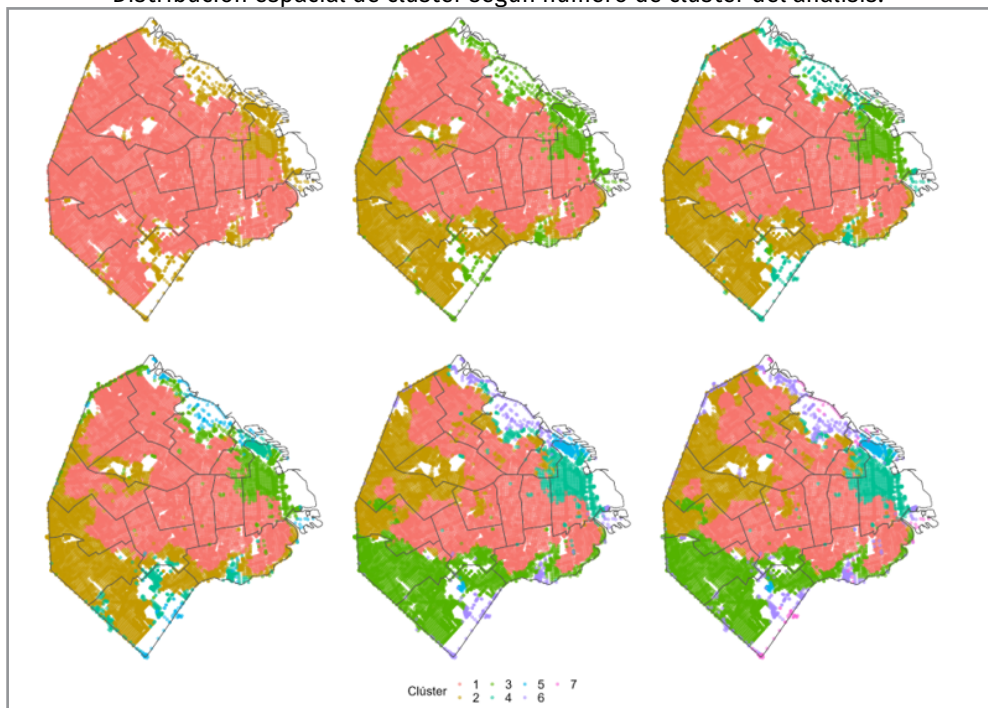 Distribución espacial de clúster según número de clúster del análisis.
Clúster 1 3 5 7
2 4 6